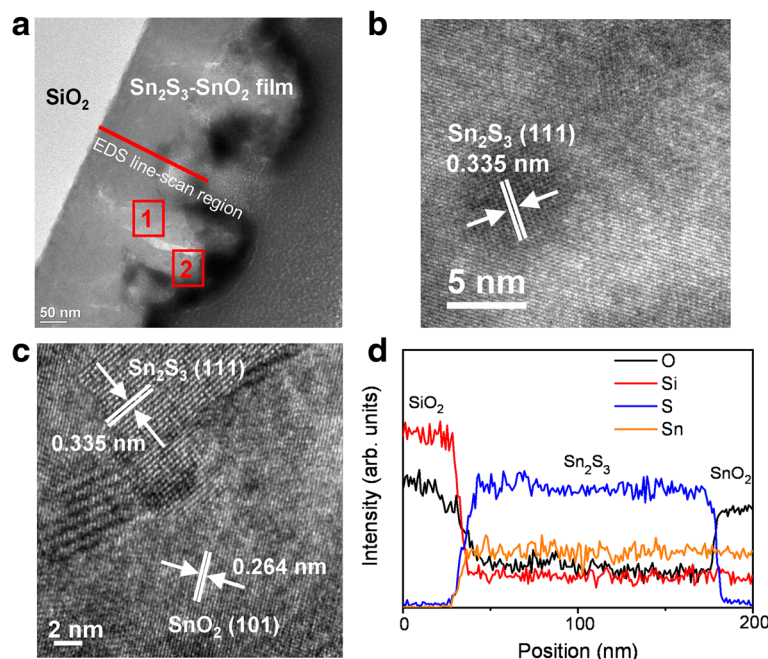 a
SiO2
Sn2S3-SnO2 film
EDS line-scan region
1
2
50 nm
b
Sn2S3 (111)
0.335 nm
5 nm
c
Sn2S3 (111)
0.335 nm
0.264 nm
SnO2 (101)
2 nm
d
O
Si
S
Sn
SiO2
Sn2S3
SnO2
Intensity (arb. units)
0 50 100 150 200
Position (nm)